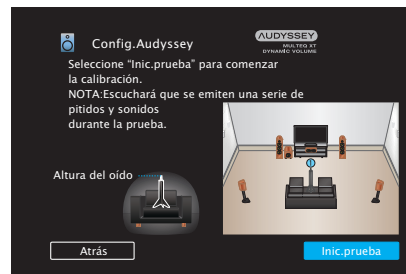 Config.Audyssey
AUDYSSEY
MULTEQ XT
DYNAMIC VOLUME
Seleccione "Inic.prueba" para comenzar
la calibración.
NOTA:Escuchará que se emiten una serie de
pitidos y sonidos
durante la prueba.
Altura del oído
Atrás
Inic.prueba